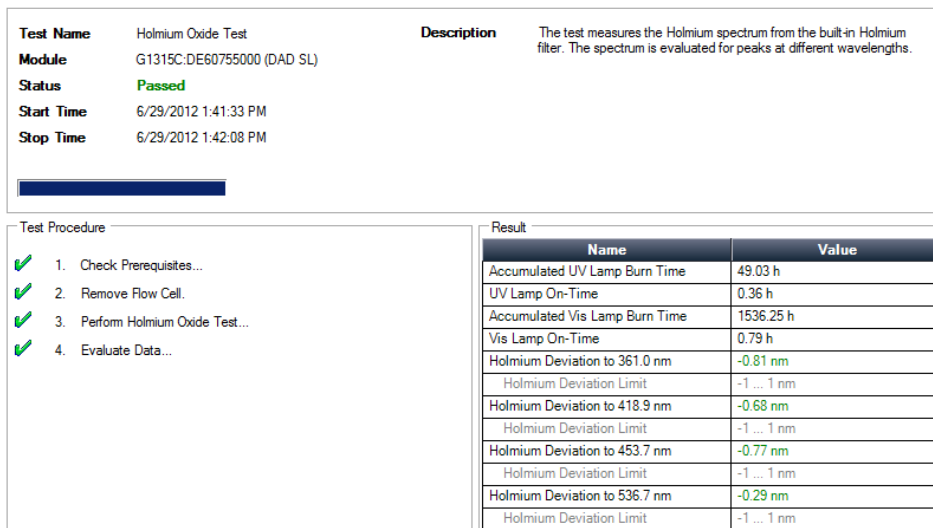 Test Name Holmium Oxide Test
Module G1315C:DE60755000 (DAD SL)
Status Passed
Start Time 6/29/2012 1:41:33 PM
Stop Time 6/29/2012 1:42:08 PM
Description The test measures the Holmium spectrum from the built-in Holmium
filter. The spectrum is evaluated for peaks at different wavelengths.
Test Procedure
1. Check Prerequisites...
2. Remove Flow Cell.
3. Perform Holmium Oxide Test...
4. Evaluate Data...
Result
Name Value
Accumulated UV Lamp Burn Time 49.03 h
UV Lamp On-Time 0.36 h
Accumulated Vis Lamp Burn Time 1536.25 h
Vis Lamp On-Time 0.79 h
Holmium Deviation to 361.0 nm -0.81 nm
Holmium Deviation Limit -1 ... 1 nm
Holmium Deviation to 418.9 nm -0.68 nm
Holmium Deviation Limit -1 ... 1 nm
Holmium Deviation to 453.7 nm -0.77 nm
Holmium Deviation Limit -1 ... 1 nm
Holmium Deviation to 536.7 nm -0.29 nm
Holmium Deviation Limit -1 ... 1 nm